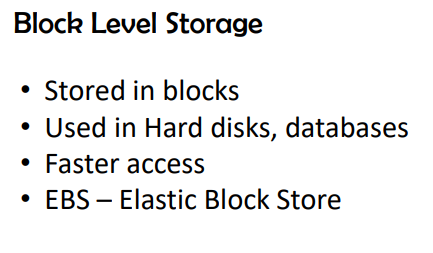 Block Level Storage
• Stored in blocks
• Used in Hard disks, databases
• Faster access
• EBS – Elastic Block Store